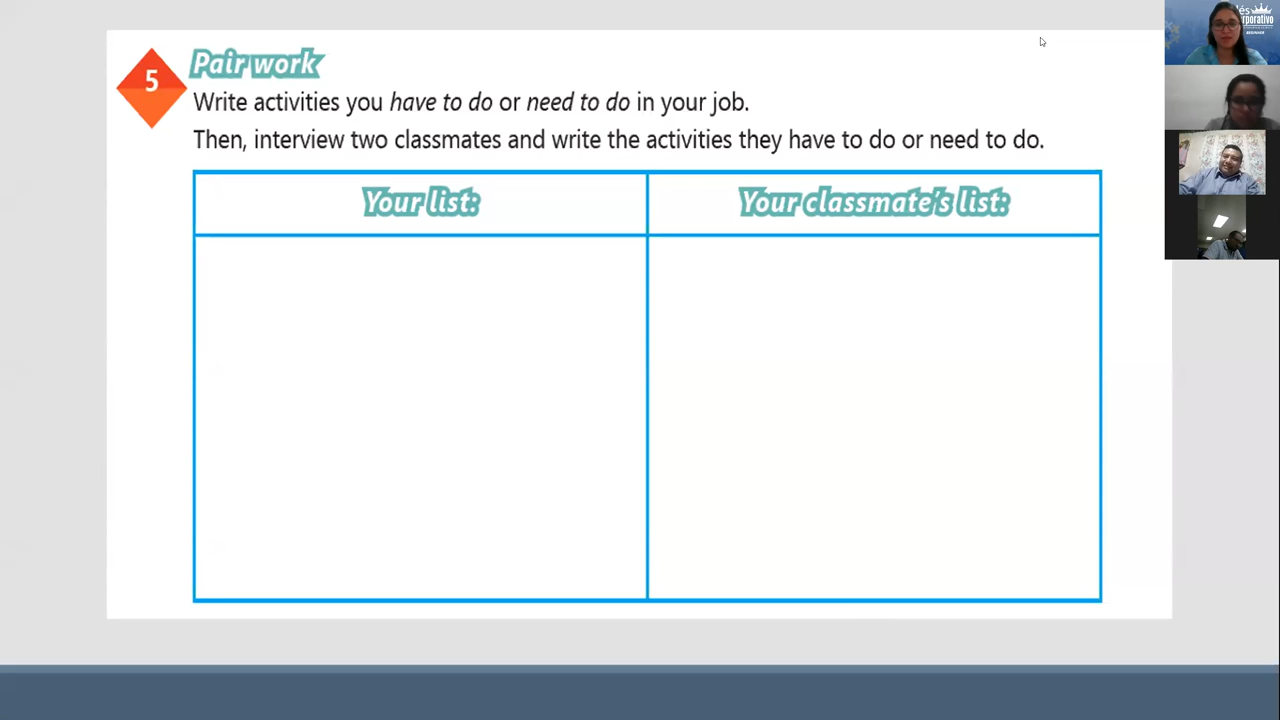 5
Pair work
Write activities you have to do or need to do in your job.
Then, interview two classmates and write the activities they have to do or need to do.
Your list:
Your classmate's list:
BEGINNER